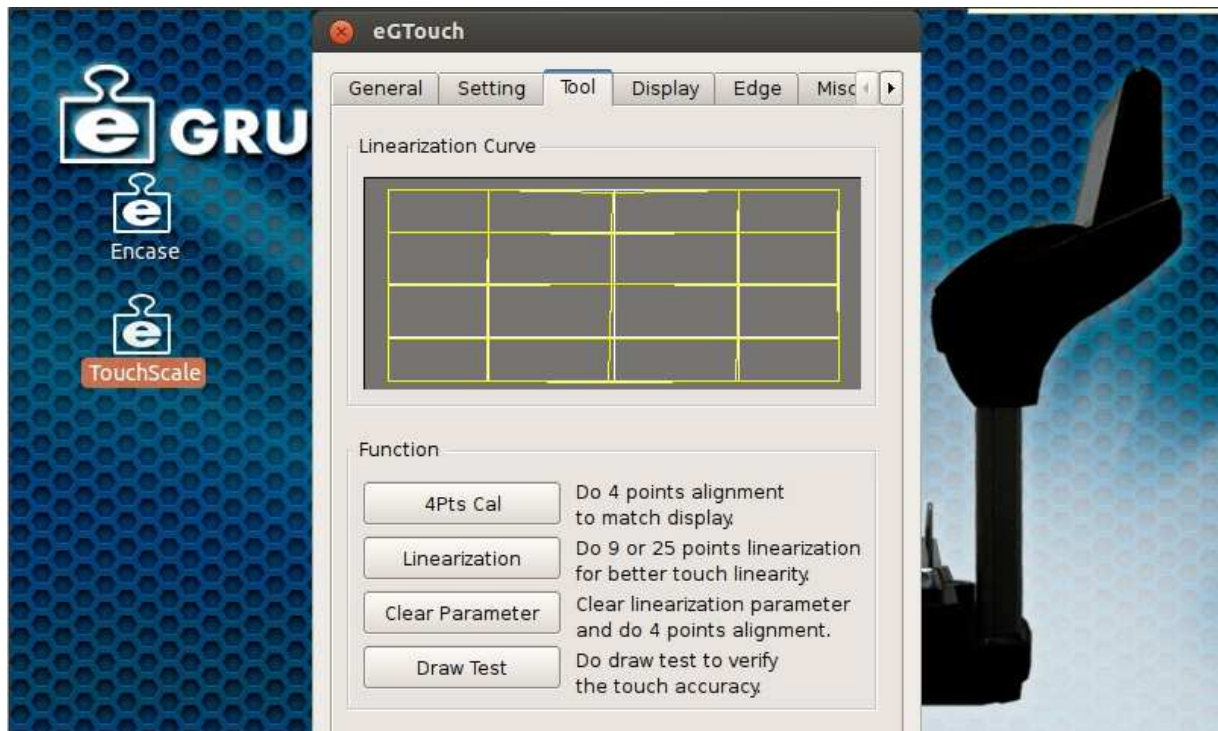 eGTouch
General Setting Tool Display Edge Misc
e GRU
e
Encase
e
TouchScale
Linearization Curve
Function
4Pts Cal
Do 4 points alignment
to match display.
Linearization
Do 9 or 25 points linearization
for better touch linearity.
Clear Parameter
Clear linearization parameter
and do 4 points alignment.
Draw Test
Do draw test to verify
the touch accuracy.